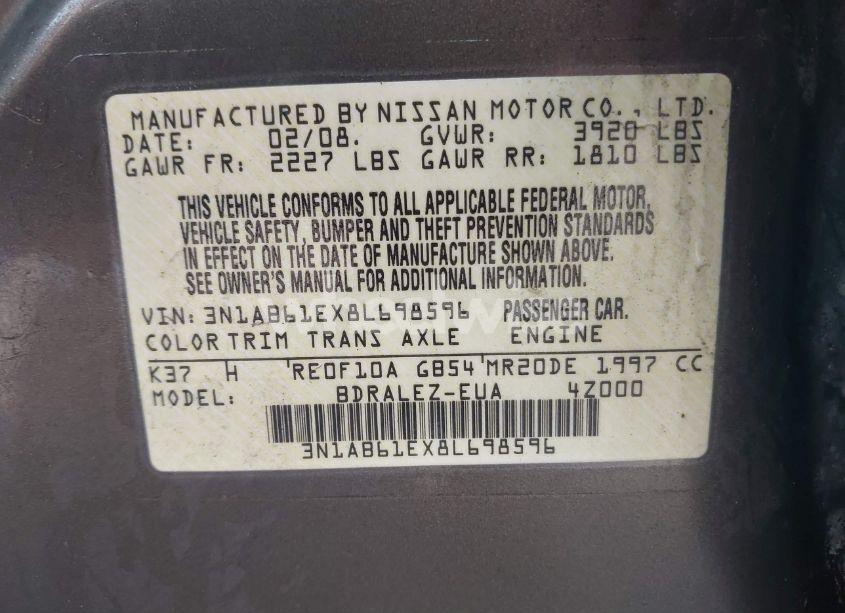 MANUFACTURED BY NISSAN MOTOR CO., LTD.
DATE: 02/08. GVWR: 3920 LBS
GAWR FR: 2227 LBS GAWR RR: 1810 LBS
THIS VEHICLE CONFORMS TO ALL APPLICABLE FEDERAL MOTOR,
VEHICLE SAFETY, BUMPER AND THEFT PREVENTION STANDARDS
IN EFFECT ON THE DATE OF MANUFACTURE SHOWN ABOVE.
SEE OWNER'S MANUAL FOR ADDITIONAL INFORMATION.
VIN: 3N1AB61EX8L698596 PASSENGER CAR.
COLOR TRIM TRANS AXLE ENGINE
K37 H RE0F10A GB54 MR20DE 1997 CC
MODEL: BDRALEZ-EUA 4Z000
3N1AB61EX8L698596